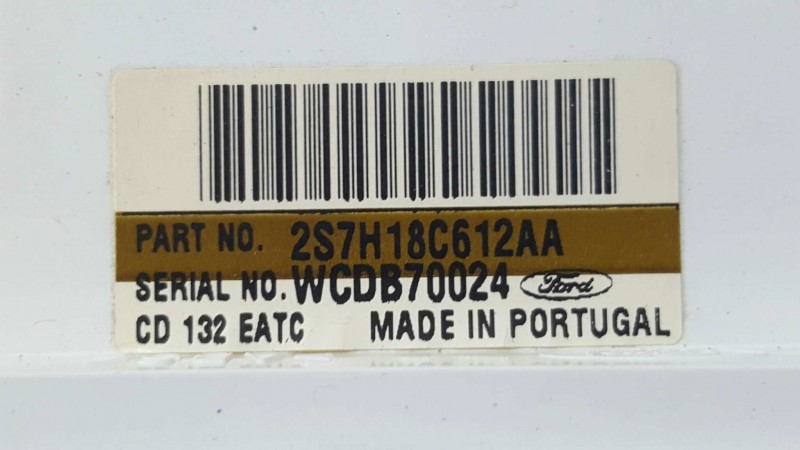 PART NO. 2S7H18C612AA
SERIAL NO. WCDB70024 Ford
CD 132 EATC MADE IN PORTUGAL